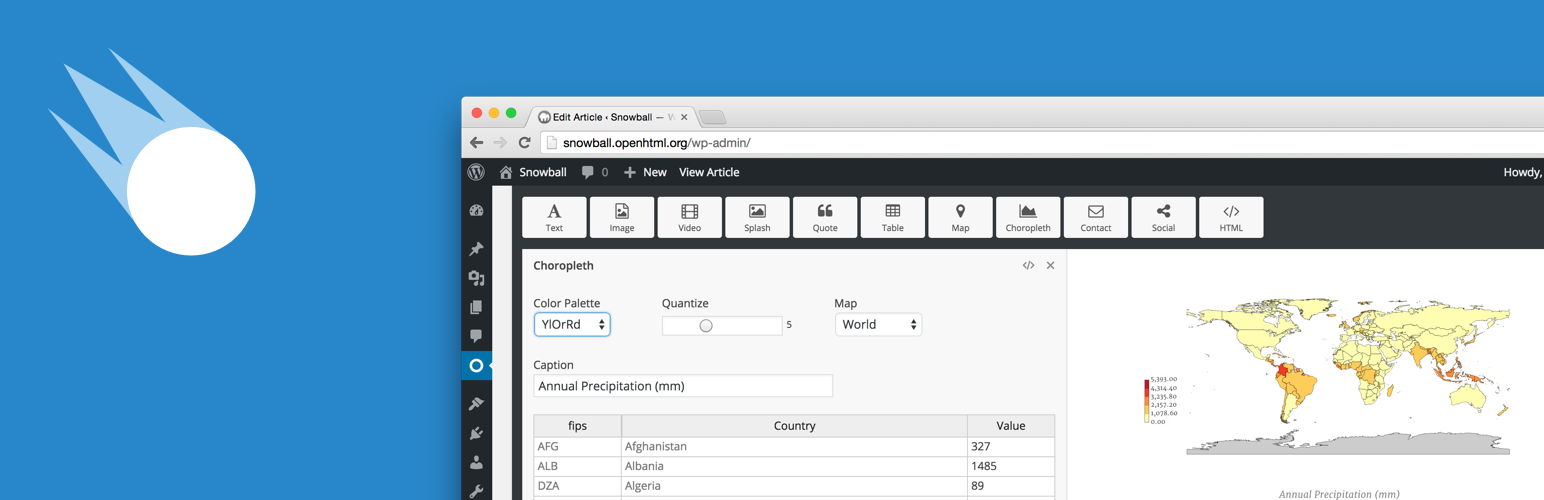 Edit Article ‹ Snowball —
snowball.openhtml.org/wp-admin/
Snowball 0 New View Article Howdy,
Text Image Video Splash Quote Table Map Choropleth Contact Social HTML
Choropleth
Color Palette Quantize Map
YlOrRd 5 World
Caption
Annual Precipitation (mm)
fips Country Value
AFG Afghanistan 327
ALB Albania 1485
DZA Algeria 89
5,393.00
4,314.40
3,235.80
2,157.20
1,078.60
0.00
Annual Precipitation (mm)